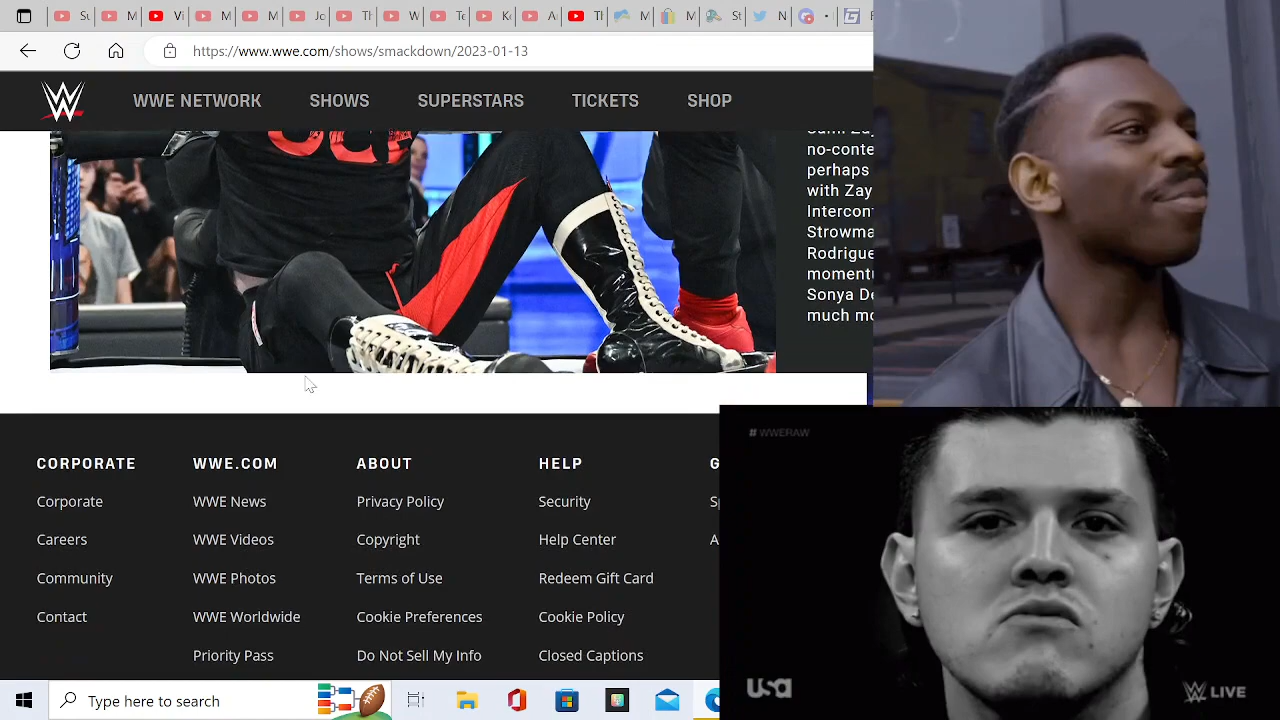 https://www.wwe.com/shows/smackdown/2023-01-13
WWE NETWORK SHOWS SUPERSTARS TICKETS SHOP
no-conte
perhaps
with Zay
Intercont
Strowma
Rodrigue
momentu
Sonya De
much mo
# WWERAW
CORPORATE WWE.COM ABOUT HELP G
Corporate WWE News Privacy Policy Security
Careers WWE Videos Copyright Help Center A
Community WWE Photos Terms of Use Redeem Gift Card
Contact WWE Worldwide Cookie Preferences Cookie Policy
Priority Pass Do Not Sell My Info Closed Captions
usa
W LIVE
Type here to search